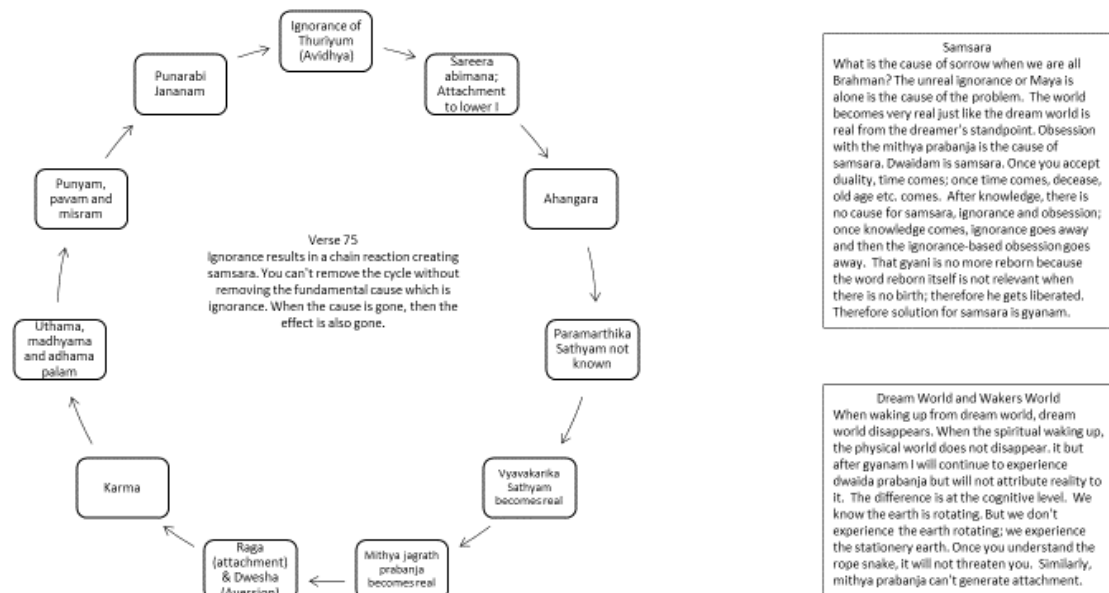 Ignorance of
Thuriyum
(Avidhya)
Sareera
abimana;
Attachment
to lower I
Ahangara
Paramarthika
Sathyam not
known
Vyavakarika
Sathyam
becomes real
Mithya jagrath
prabanja
becomes real
Raga
(attachment)
& Dwesha
(Aversion)
Karma
Uthama,
madhyama
and adhama
palam
Punyam,
pavam and
misram
Punarabi
Jananam
Verse 75
Ignorance results in a chain reaction creating
samsara. You can't remove the cycle without
removing the fundamental cause which is
ignorance. When the cause is gone, then the
effect is also gone.
Samsara
What is the cause of sorrow when we are all
Brahman? The unreal ignorance or Maya is
alone is the cause of the problem. The world
becomes very real just like the dream world is
real from the dreamer's standpoint. Obsession
with the mithya prabanja is the cause of
samsara. Dwaidam is samsara. Once you accept
duality, time comes; once time comes, decease,
old age etc. comes. After knowledge, there is
no cause for samsara, ignorance and obsession;
once knowledge comes, ignorance goes away
and then the ignorance-based obsession goes
away. That gyani is no more reborn because
the word reborn itself is not relevant when
there is no birth; therefore he gets liberated.
Therefore solution for samsara is gyanam.
Dream World and Wakers World
When waking up from dream world, dream
world disappears. When the spiritual waking up,
the physical world does not disappear. it but
after gyanam I will continue to experience
dwaida prabanja but will not attribute reality to
it. The difference is at the cognitive level. We
know the earth is rotating. But we don't
experience the earth rotating; we experience
the stationery earth. Once you understand the
rope snake, it will not threaten you. Similarly,
mithya prabanja can't generate attachment.